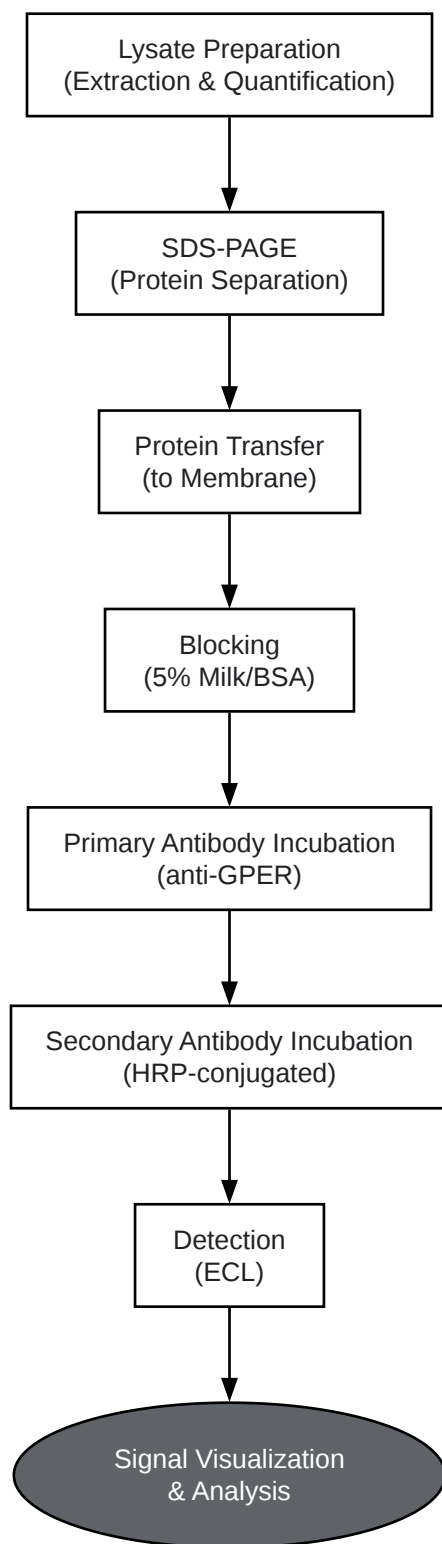 Lysate Preparation
(Extraction & Quantification)
SDS-PAGE
(Protein Separation)
Protein Transfer
(to Membrane)
Blocking
(5% Milk/BSA)
Primary Antibody Incubation
(anti-GPER)
Secondary Antibody Incubation
(HRP-conjugated)
Detection
(ECL)
Signal Visualization
& Analysis